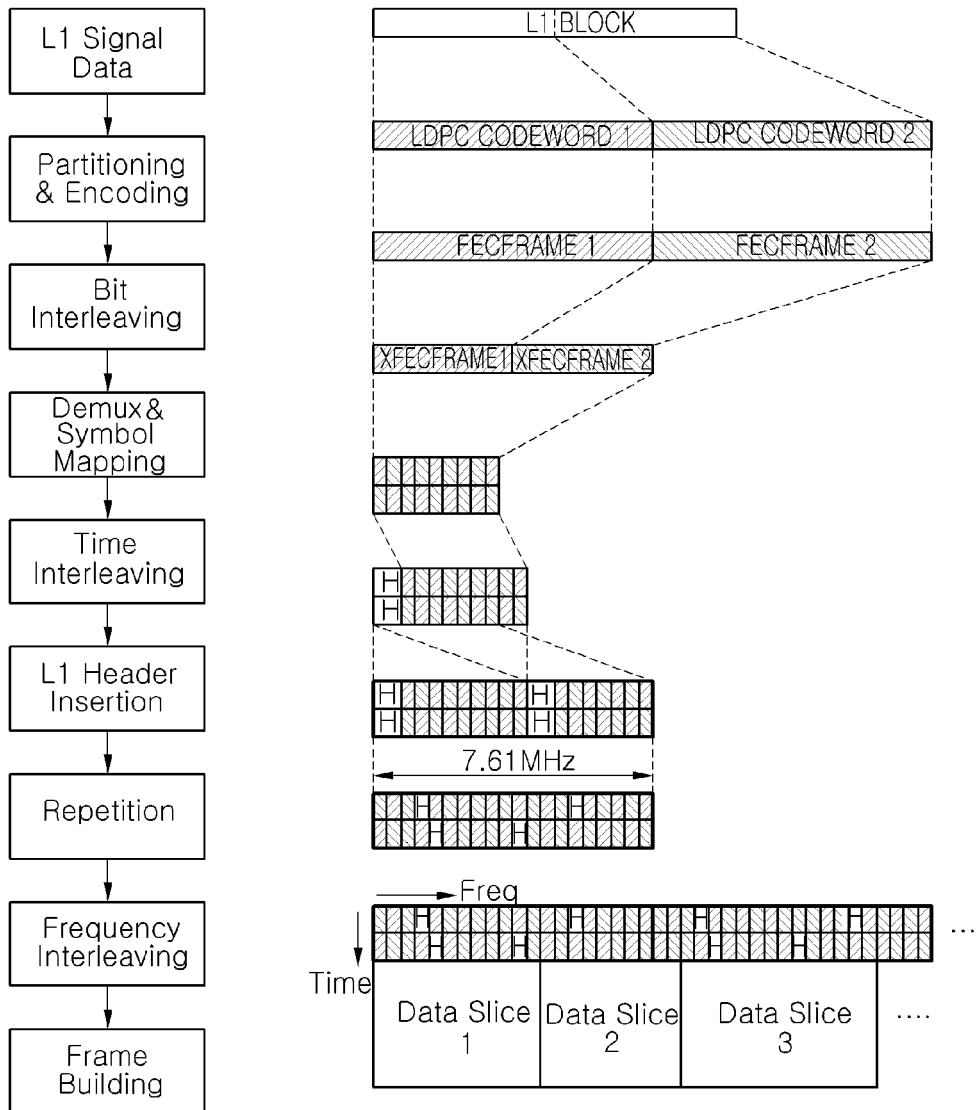 L1 Signal
Data
Partitioning
& Encoding
Bit
Interleaving
Demux&
Symbol
Mapping
Time
Interleaving
L1 Header
Insertion
Repetition
Frequency
Interleaving
Frame
Building
L1 BLOCK
LDPC CODEWORD 1
LDPC CODEWORD 2
FECFRAME 1
FECFRAME 2
XFECFRAME1
XFECFRAME 2
H
H
H
H
H
H
7.61MHz
H
H
H
H
Freq
H
H
H
H
...
H
H
H
H
Time
Data Slice
1
Data Slice
2
Data Slice
3
....